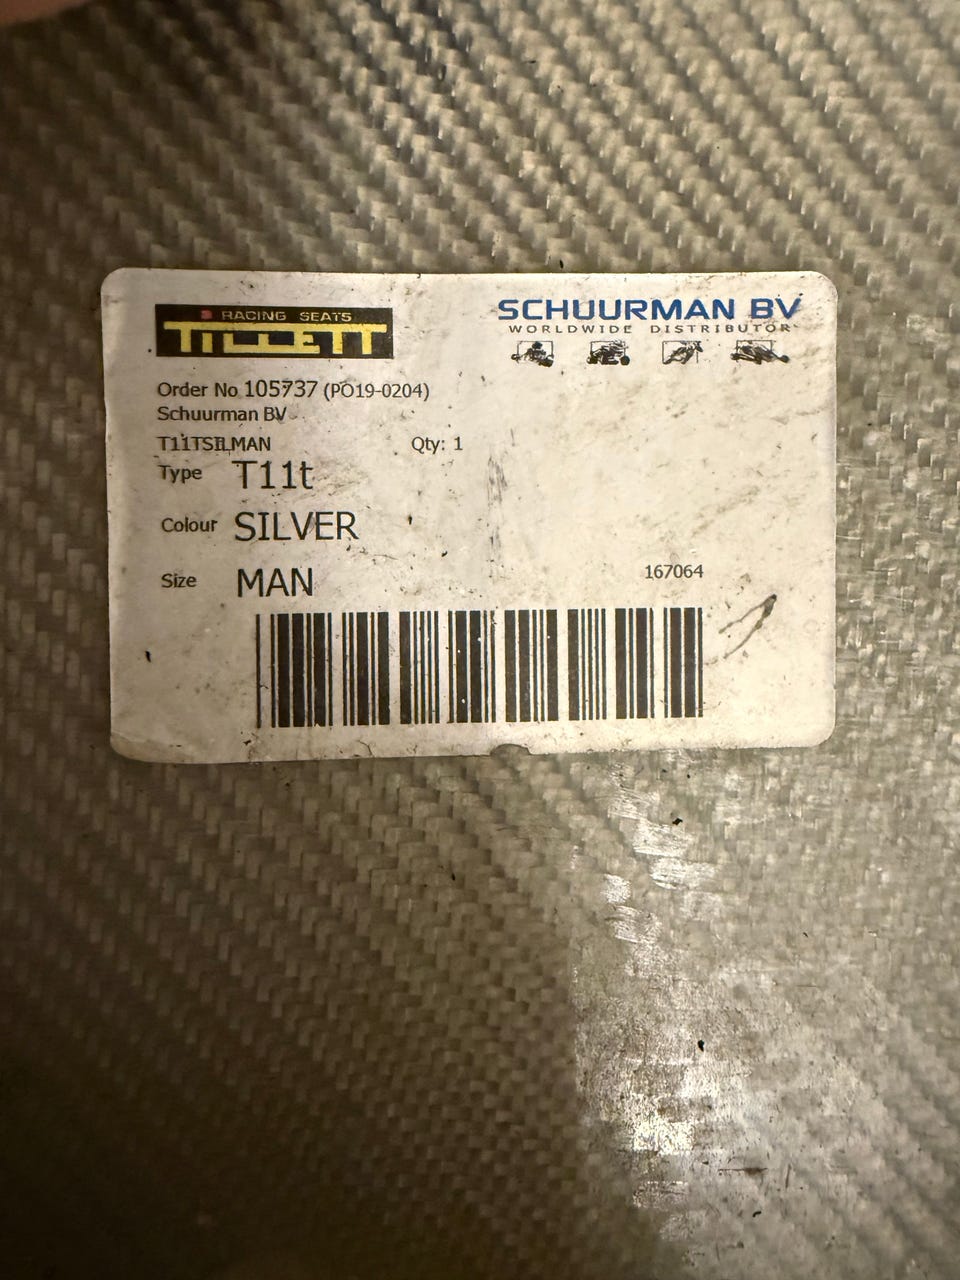 RACING SEATS
TILLETT
SCHUURMAN BV
WORLDWIDE DISTRIBUTOR
Order No 105737 (PO19-0204)
Schuurman BV
T11TSILMAN Qty: 1
Type T11t
Colour SILVER
Size MAN
167064